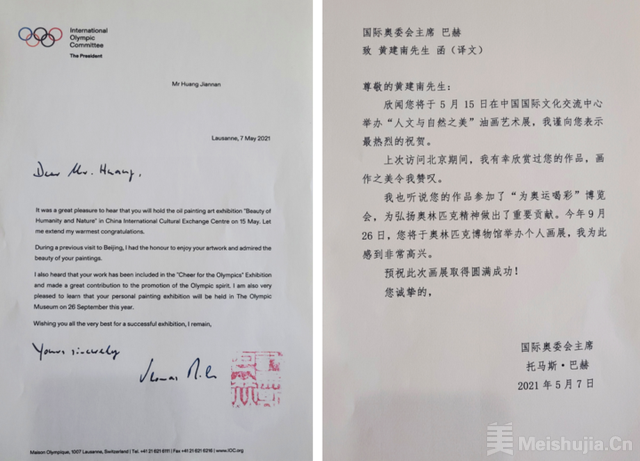 International
Olympic
Committee
The President
Mr Huang Jiannan
Lausanne, 7 May 2021
Dear Mr. Huang,
It was a great pleasure to hear that you will hold the oil painting art exhibition "Beauty of
Humanity and Nature" in China International Cultural Exchange Centre on 15 May. Let
me extend my warmest congratulations.
During a previous visit to Beijing, I had the honour to enjoy your artwork and admired the
beauty of your paintings.
I also heard that your work has been included in the "Cheer for the Olympics" Exhibition
and made a great contribution to the promotion of the Olympic spirit. I am also very
pleased to learn that your personal painting exhibition will be held in The Olympic
Museum on 26 September this year.
Wishing you all the very best for a successful exhibition, I remain,
Yours sincerely
Maison Olympique, 1007 Lausanne, Switzerland | Tel +41 21 621 6111 | Fax +41 21 621 6216 | www.IOC.org
国际奥委会主席 巴赫
致 黄建南先生 函（译文）
尊敬的黄建南先生：
欣闻您将于 5 月 15 日在中国国际文化交流中心
举办“人文与自然之美”油画艺术展，我谨向您表示
最热烈的祝贺。
上次访问北京期间，我有幸欣赏过您的作品，画
作之美令我赞叹。
我也听说您的作品参加了“为奥运喝彩”博览
会，为弘扬奥林匹克精神做出了重要贡献。今年 9 月
26 日，您将于奥林匹克博物馆举办个人画展，我为此
感到非常高兴。
预祝此次画展取得圆满成功！
您诚挚的，
国际奥委会主席
托马斯·巴赫
2021 年 5 月 7 日
美 Meishujia.Cn